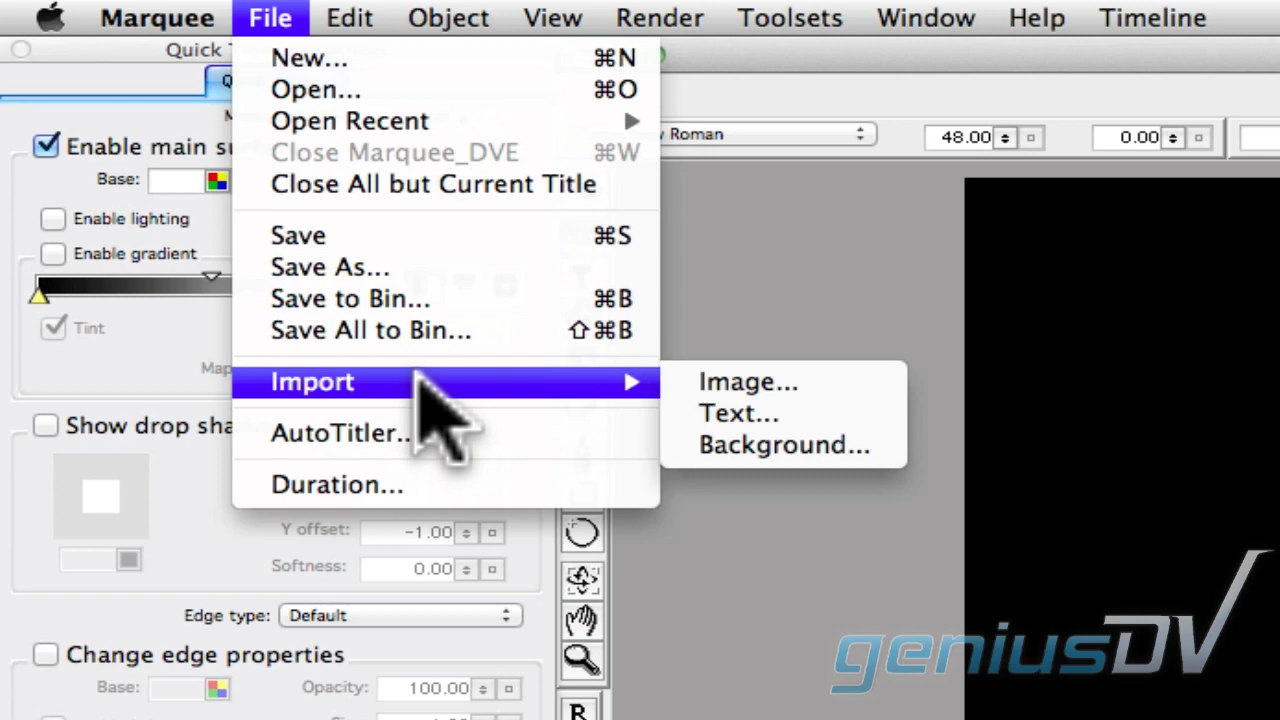 Marquee File Edit Object View Render Toolsets Window Help Timeline
Quick
New... ⌘N
Open... ⌘O
Open Recent
Close Marquee_DVE ⌘W
Close All but Current Title
Save ⌘S
Save As...
Save to Bin... ⌘B
Save All to Bin... ⇧⌘B
Import
AutoTitler..
Duration...
Image...
Text...
Background...
Roman
48.00
0.00
Enable main su
Base:
Enable lighting
Enable gradient
Tint
Map
Show drop sha
Y offset: -1.00
Softness: 0.00
Edge type: Default
Change edge properties
Base:
Opacity: 100.00
R
geniusDV